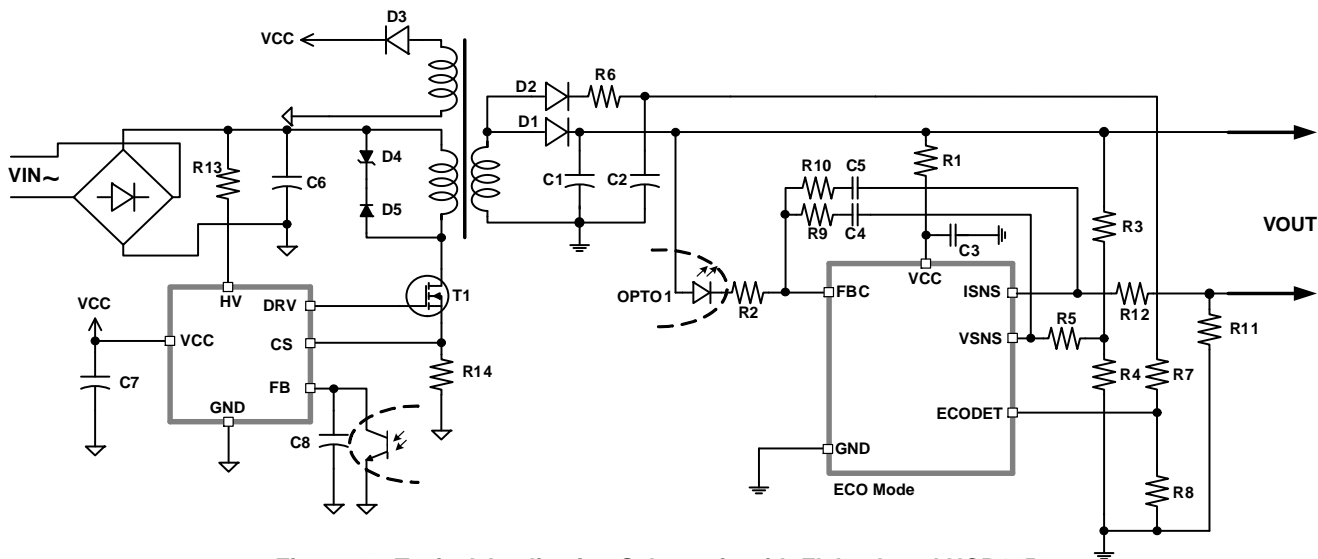 D3
VCC
D2
R6
D1
VIN~
R13
C6
D4
D5
C1
C2
R10
C5
R9
C4
R1
C3
R3
VOUT
OPTO1
R2
VCC
FBC
ISNS
VSNS
ECODET
GND
ECO Mode
R12
R5
R11
R4
R7
R8
VCC
C7
HV
DRV
VCC
CS
FB
GND
T1
R14
C8